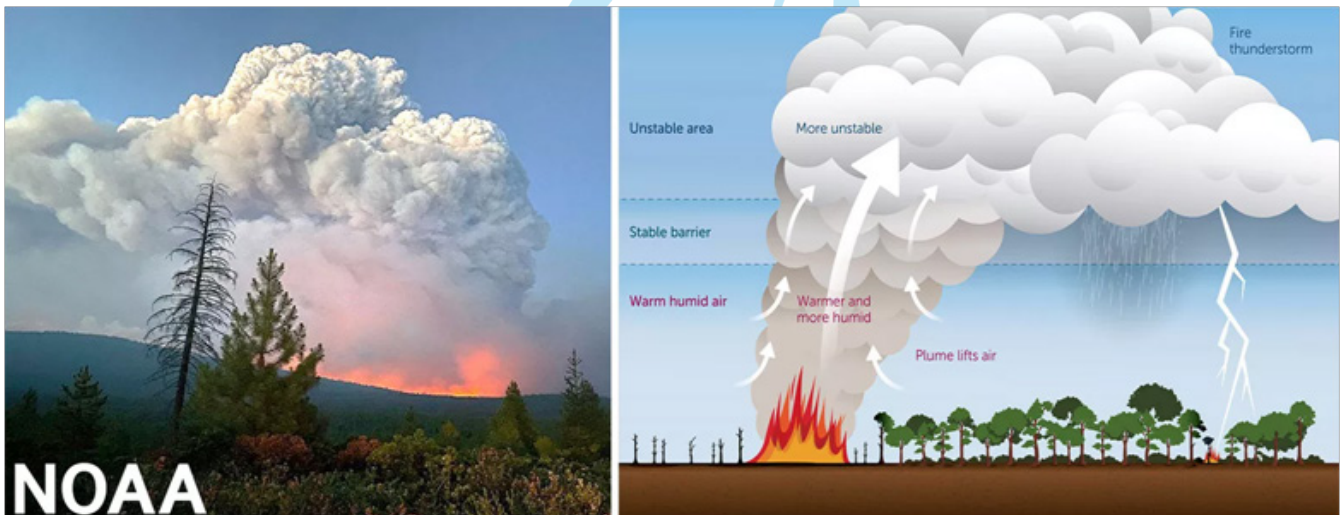 NOAA
Fire
thunderstorm
Unstable area
More unstable
Stable barrier
Warm humid air
Warmer and
more humid
Plume lifts air